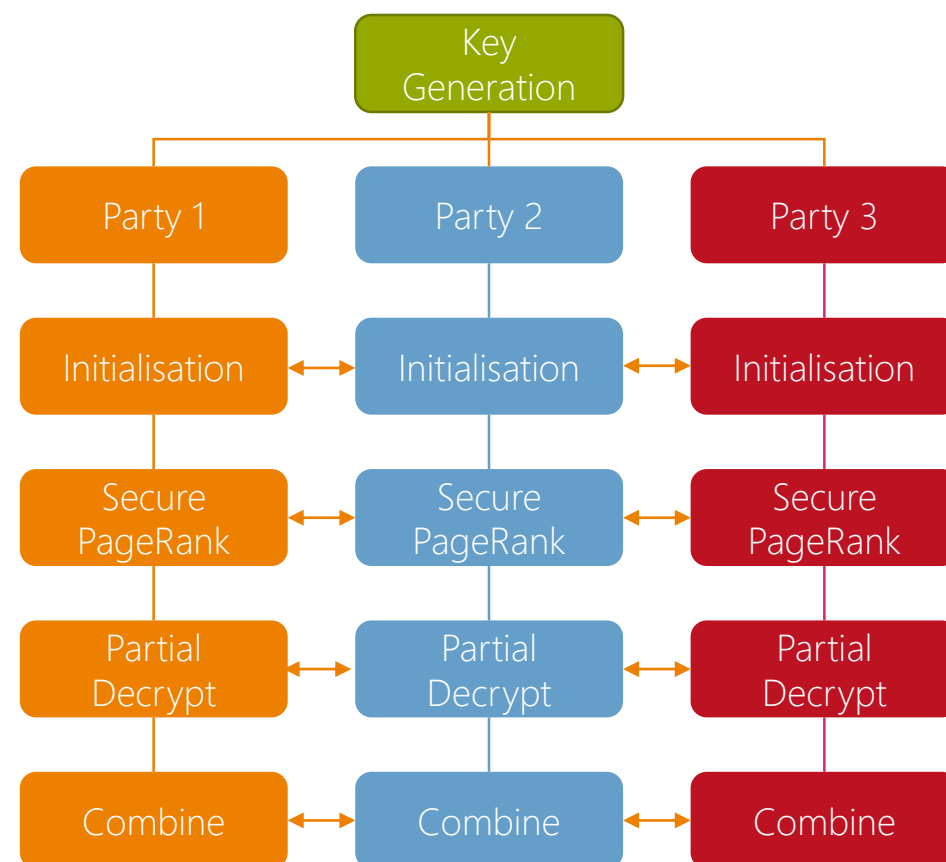 Key
Generation
Party 1
Party 2
Party 3
Initialisation
Initialisation
Initialisation
Secure
PageRank
Secure
PageRank
Secure
PageRank
Partial
Decrypt
Partial
Decrypt
Partial
Decrypt
Combine
Combine
Combine